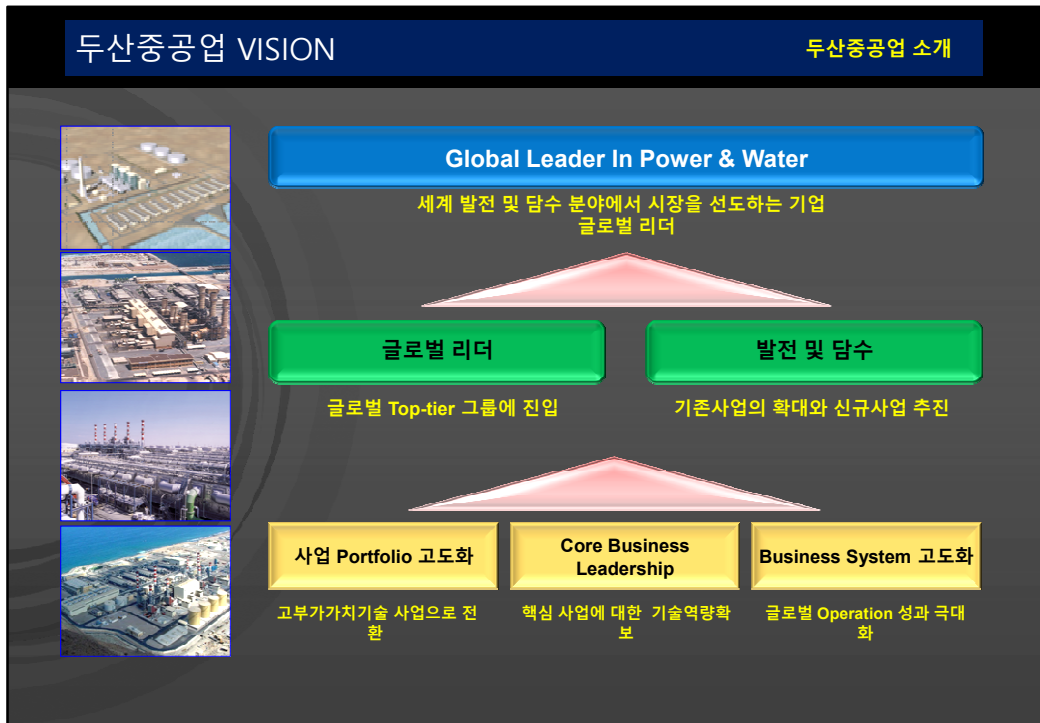 두산중공업 VISION
두산중공업 소개
Global Leader In Power & Water
세계 발전 및 담수 분야에서 시장을 선도하는 기업
글로벌 리더
글로벌 리더
발전 및 담수
글로벌 Top-tier 그룹에 진입
기존사업의 확대와 신규사업 추진
사업 Portfolio 고도화
Core Business
Leadership
Business System 고도화
고부가가치기술 사업으로 전
환
핵심 사업에 대한 기술역량확
보
글로벌 Operation 성과 극대
화